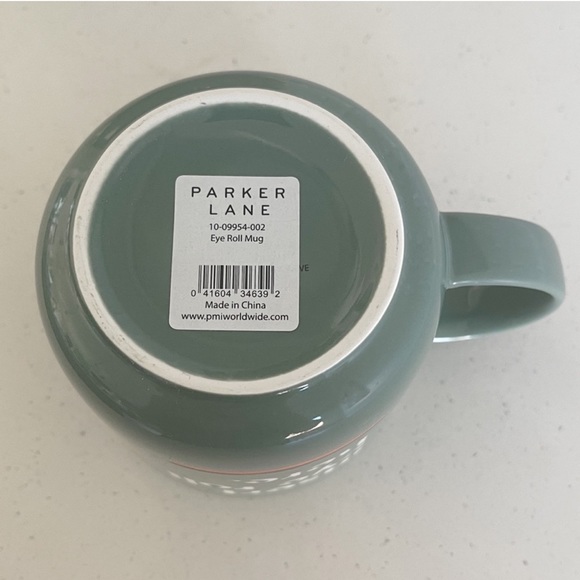 PARKER
LANE
10-09954-002
Eye Roll Mug
0 41604 34639 2
Made in China
www.pmiworldwide.com